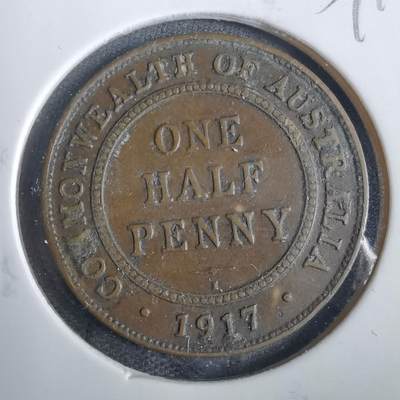 COMMONWEALTH OF AUSTRALIA
ONE
HALF
PENNY
I
· 1917 ·